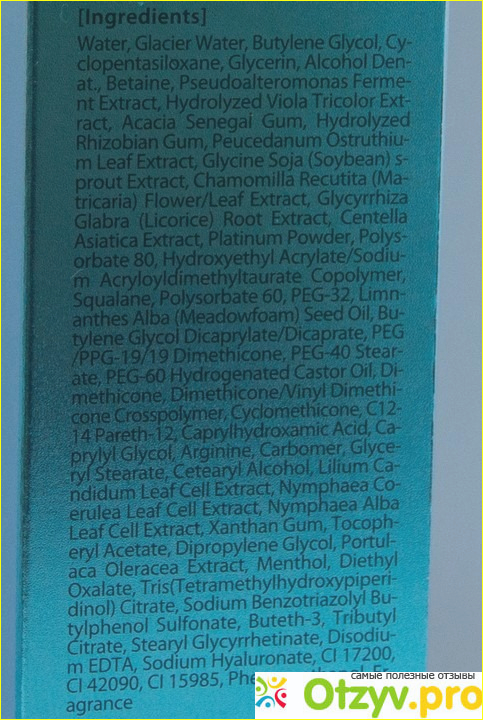 [Ingredients]
Water, Glacier Water, Butylene Glycol, Cy-
clopentasiloxane, Glycerin, Alcohol Den-
at., Betaine, Pseudoalteromonas Ferme-
nt Extract, Hydrolyzed Viola Tricolor Ext-
ract, Acacia Senegal Gum, Hydrolyzed
Rhizobian Gum, Peucedanum Ostruthiu-
m Leaf Extract, Glycine Soja (Soybean) s-
prout Extract, Chamomilla Recutita (Ma-
tricaria) Flower/Leaf Extract, Glycyrrhiza
Glabra (Licorice) Root Extract, Centella
Asiatica Extract, Platinum Powder, Polys-
orbate 80, Hydroxyethyl Acrylate/Sodiu-
m Acryloyldimethyltaurate Copolymer,
Squalane, Polysorbate 60, PEG-32, Limn-
anthes Alba (Meadowfoam) Seed Oil, Bu-
tylene Glycol Dicaprylate/Dicaprate, PEG
/PPG-19/19 Dimethicone, PEG-40 Stear-
ate, PEG-60 Hydrogenated Castor Oil, Di-
methicone, Dimethicone/Vinyl Dimethi-
cone Crosspolymer, Cyclomethicone, C12-
14 Pareth-12, Caprylhydroxamic Acid, Ca-
prylyl Glycol, Arginine, Carbomer, Glyce-
ryl Stearate, Cetearyl Alcohol, Lilium Ca-
ndidum Leaf Cell Extract, Nymphaea Co-
erulea Leaf Cell Extract, Nymphaea Alba
Leaf Cell Extract, Xanthan Gum, Tocoph-
eryl Acetate, Dipropylene Glycol, Portul-
aca Oleracea Extract, Menthol, Diethyl
Oxalate, Tris(Tetramethylhydroxypiperi-
dinol) Citrate, Sodium Benzotriazolyl Bu-
tylphenol Sulfonate, Buteth-3, Tributyl
Citrate, Stearyl Glycyrrhetinate, Disodiu-
m EDTA, Sodium Hyaluronate, CI 17200,
CI 42090, CI 15985, Fr-
agrance
самые полезные отзывы
Otzyv.pro